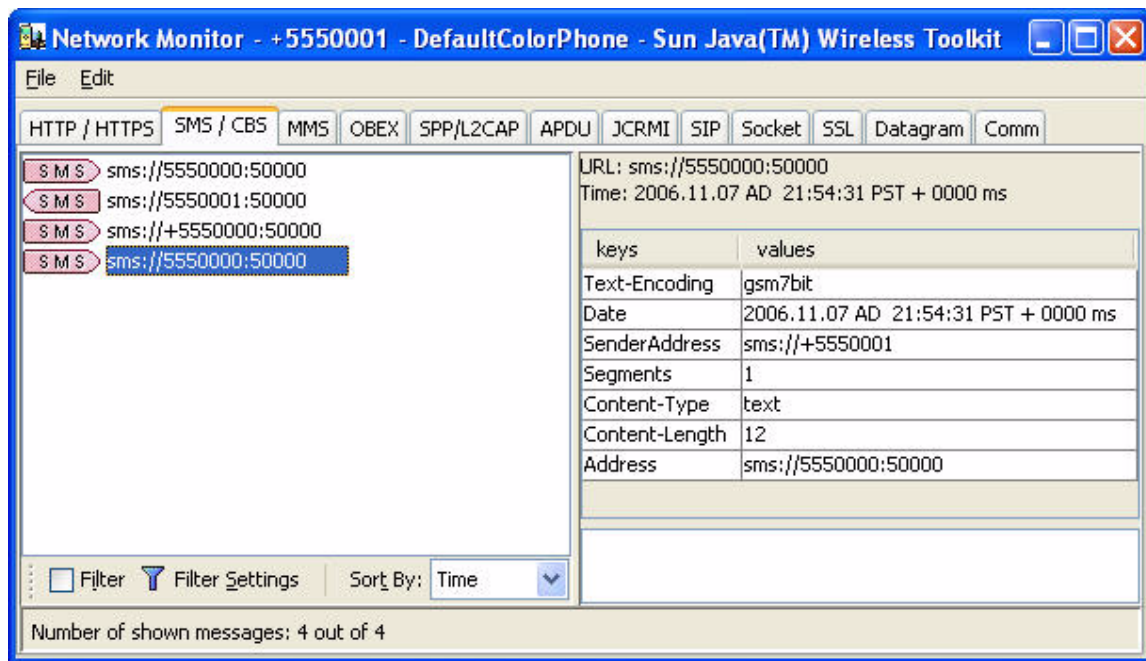 Network Monitor - +5550001 - DefaultColorPhone - Sun Java(TM) Wireless Toolkit
File Edit
HTTP / HTTPS SMS / CBS MMS OBEX SPP/L2CAP APDU JCRMI SIP Socket SSL Datagram Comm
SMS sms://5550000:50000
SMS sms://5550001:50000
SMS sms://+5550000:50000
SMS sms://5550000:50000
URL: sms://5550000:50000
Time: 2006.11.07 AD 21:54:31 PST + 0000 ms
keys values
Text-Encoding gsm7bit
Date 2006.11.07 AD 21:54:31 PST + 0000 ms
SenderAddress sms://+5550001
Segments 1
Content-Type text
Content-Length 12
Address sms://5550000:50000
Filter Filter Settings Sort By: Time
Number of shown messages: 4 out of 4